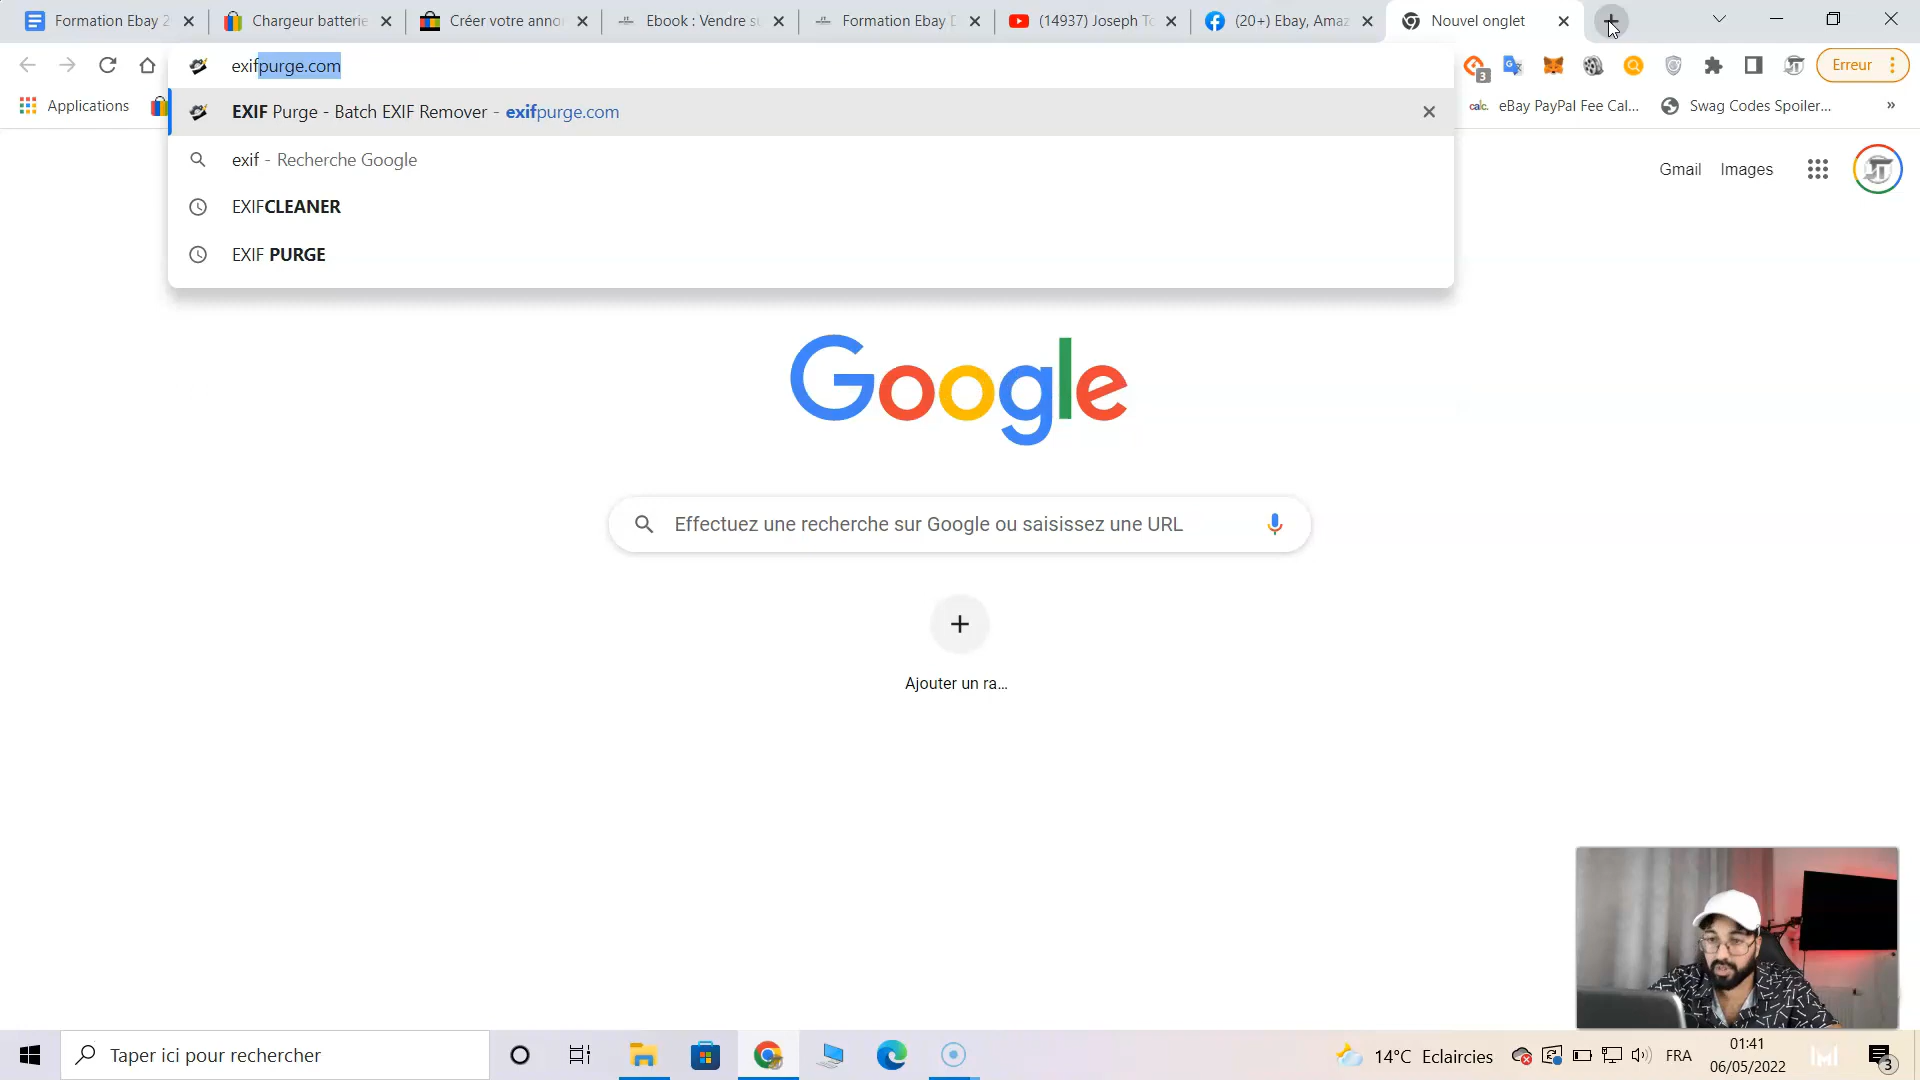 Formation Ebay 2
Chargeur batterie
Créer votre anno
Ebook : Vendre su
Formation Ebay D
(14937) Joseph To
(20+) Ebay, Amaz
Nouvel onglet
exifpurge.com
3
Erreur
Applications
EXIF Purge - Batch EXIF Remover - exifpurge.com
calc.
eBay PayPal Fee Cal...
Swag Codes Spoiler...
»
exif - Recherche Google
EXIFCLEANER
EXIF PURGE
Gmail
Images
Google
Effectuez une recherche sur Google ou saisissez une URL
Ajouter un ra...
Taper ici pour rechercher
14°C Eclaircies
FRA
01:41
06/05/2022
3